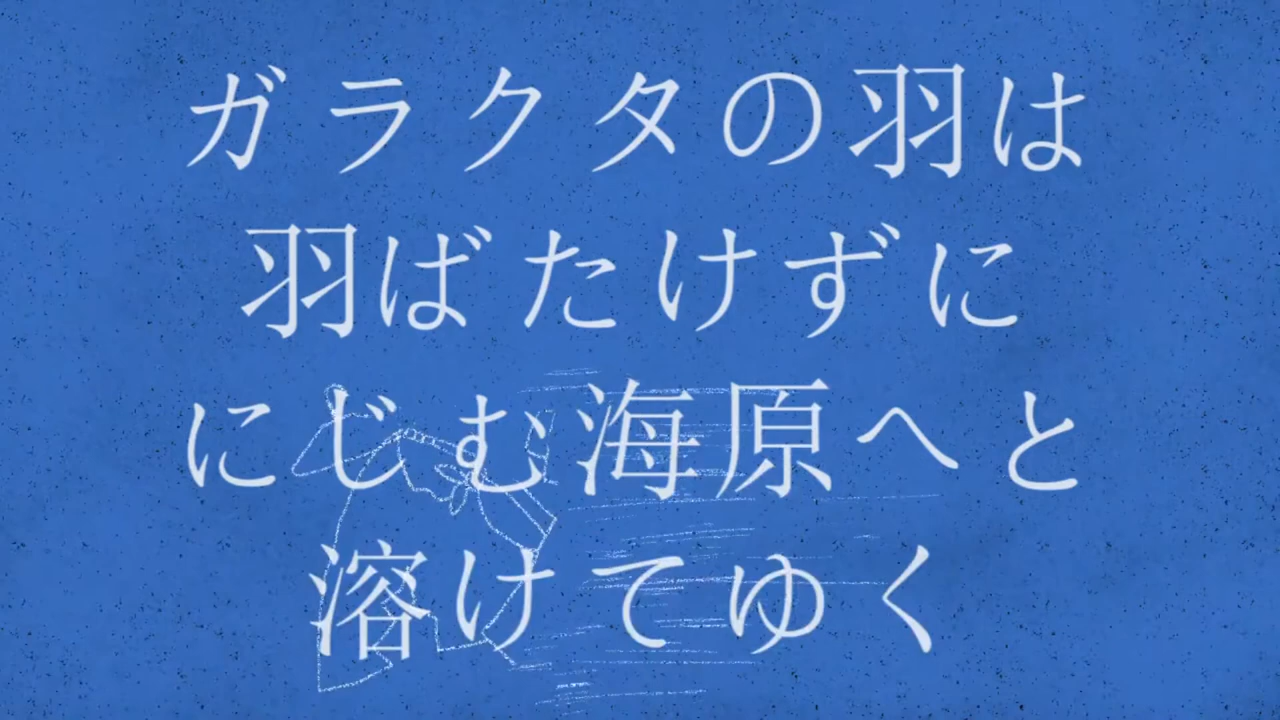 ガラクタの羽は
羽ばたけずに
にじむ海原へと
溶けてゆく